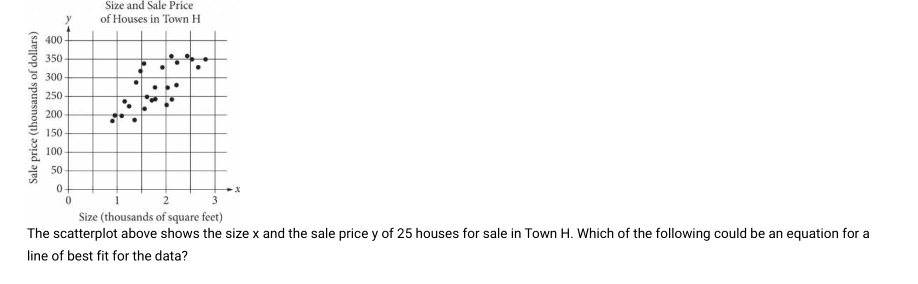 Size and Sale Price
of Houses in Town H
y
Sale price (thousands of dollars)
400
350
300
250
200
150
100
50
0
x
0 1 2 3
Size (thousands of square feet)
The scatterplot above shows the size x and the sale price y of 25 houses for sale in Town H. Which of the following could be an equation for a
line of best fit for the data?